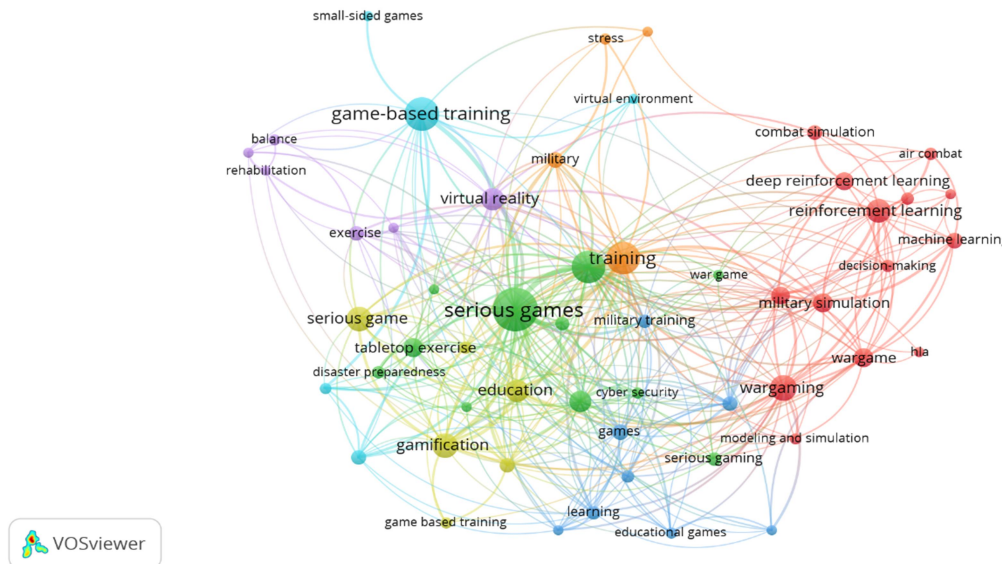 small-sided games
stress
virtual environment
game-based training
combat simulation
balance
air combat
military
rehabilitation
deep reinforcement learning
virtual reality
reinforcement learning
exercise
machine learnin
training
decision-making
war game
military simulation
serious games
serious game
military training
tabletop exercise
hla
wargame
disaster preparedness
education
wargaming
cyber security
games
modeling and simulation
gamification
serious gaming
learning
game based training
educational games
VOSviewer